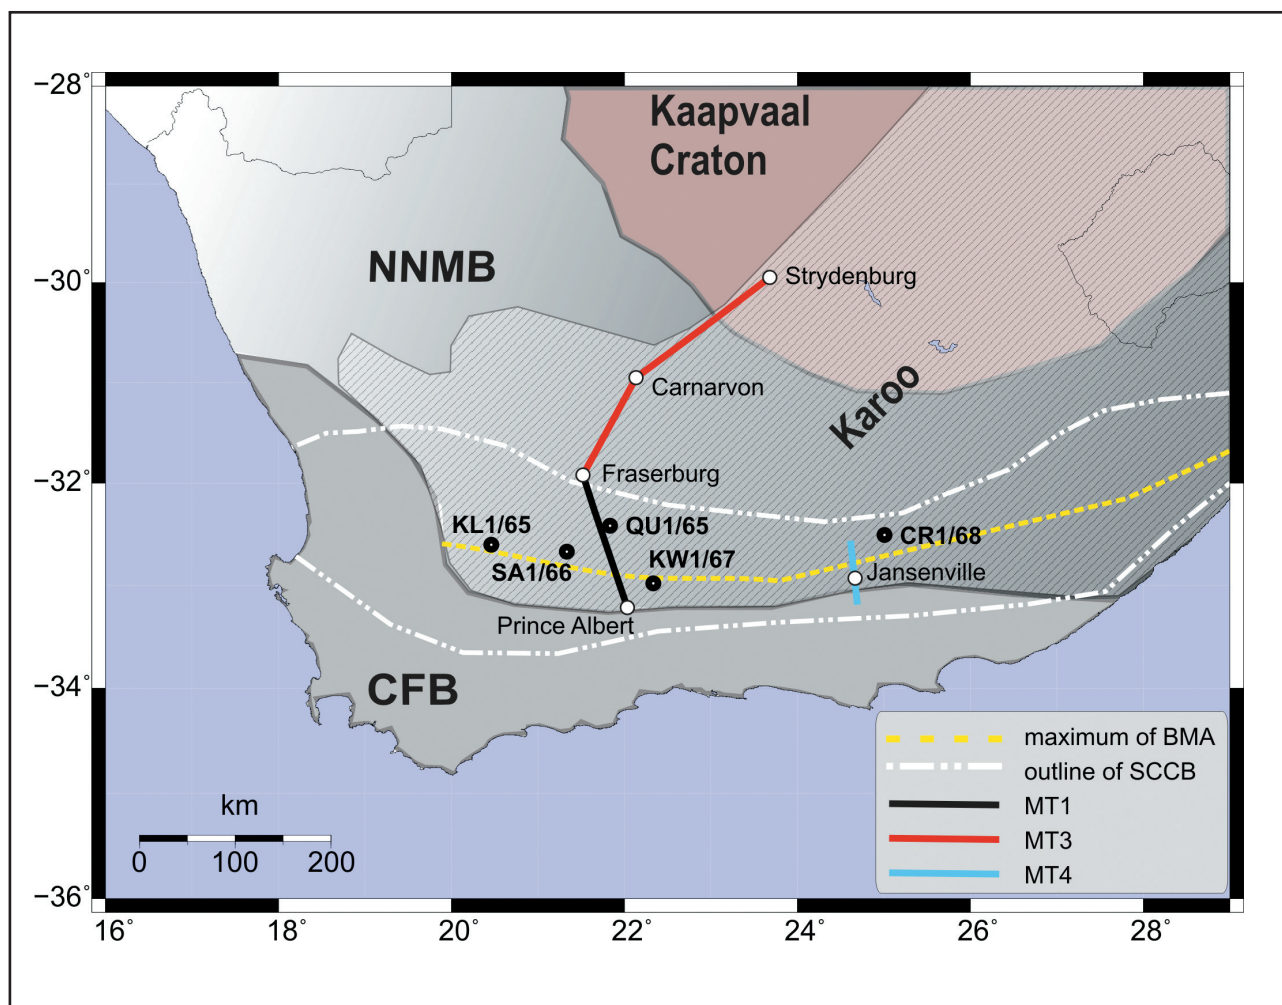 −28°
Kaapvaal
Craton
NNMB
−30°
Strydenburg
Carnarvon
Karoo
−32°
Fraserburg
KL1/65
QU1/65
CR1/68
SA1/66
KW1/67
Jansenville
Prince Albert
−34°
CFB
maximum of BMA
outline of SCCB
MT1
MT3
MT4
km
0 100 200
−36°
16° 18° 20° 22° 24° 26° 28°